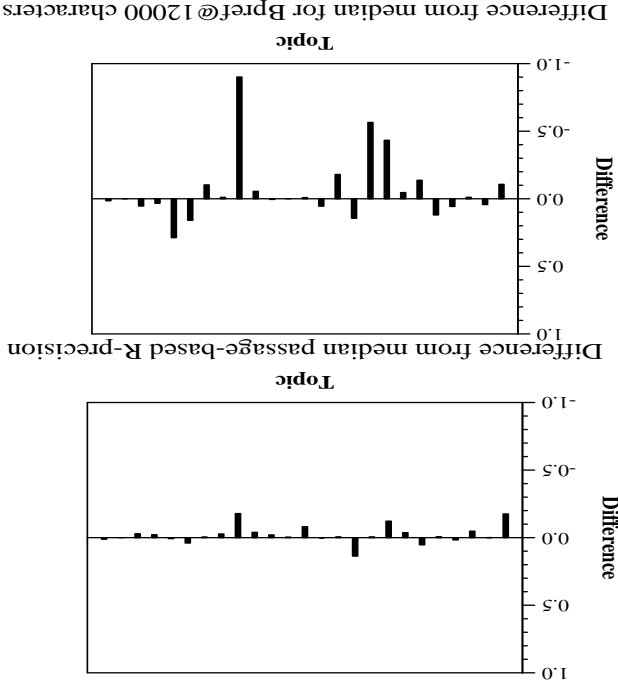 1.0
0.5
0.0
-0.5
-1.0
Difference
Topic
Difference from median passage-based-R-precision
1.0
0.5
0.0
-0.5
-1.0
Difference
Topic
Difference from median for Bpref@12000 characters